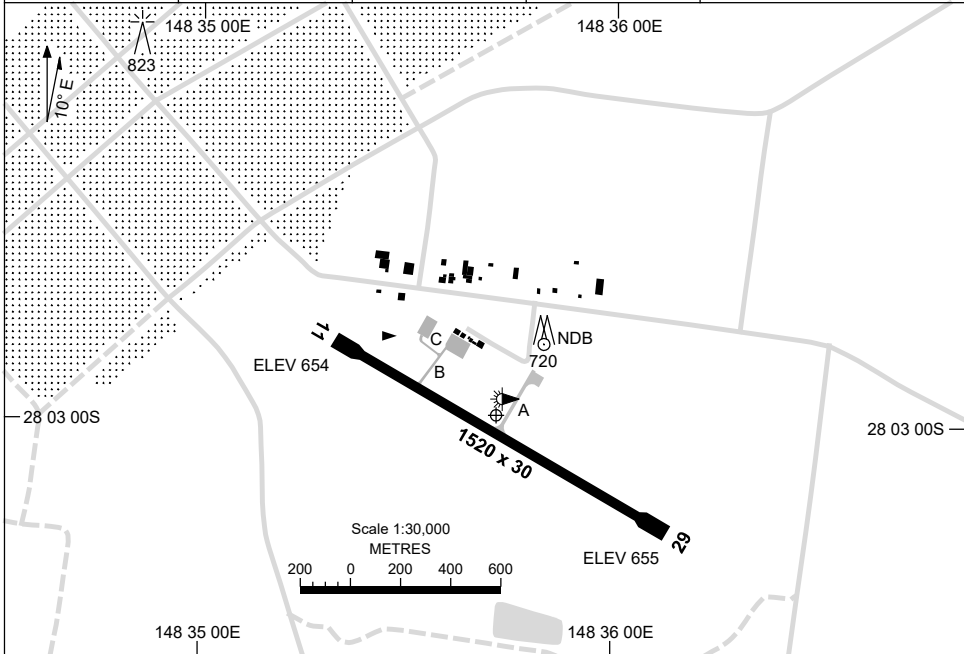 148 35 00E
148 36 00E
823
10° E
NDB
720
11
C
B
A
ELEV 654
28 03 00S
28 03 00S
1520 x 30
29
ELEV 655
Scale 1:30,000
METRES
200 0 200 400 600
148 35 00E
148 36 00E